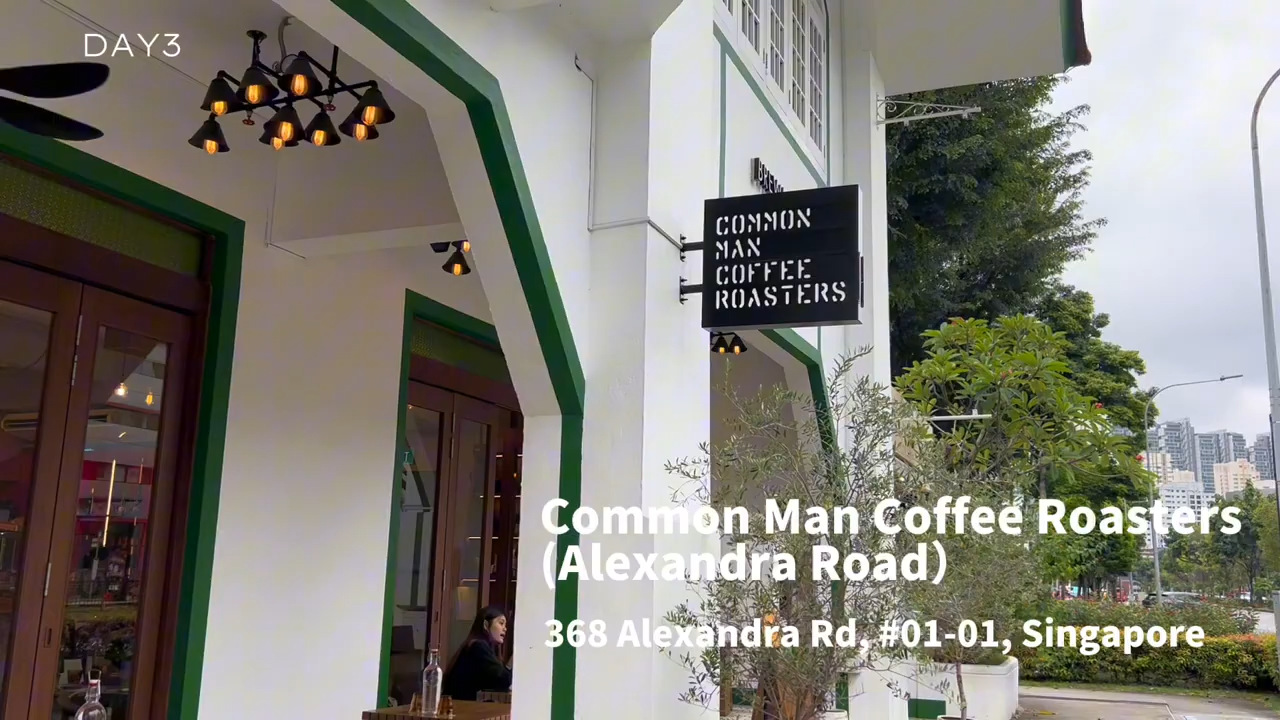 DAY3
COMMON
MAN
COFFEE
ROASTERS
Common Man Coffee Roasters
(Alexandra Road)
368 Alexandra Rd, #01-01, Singapore